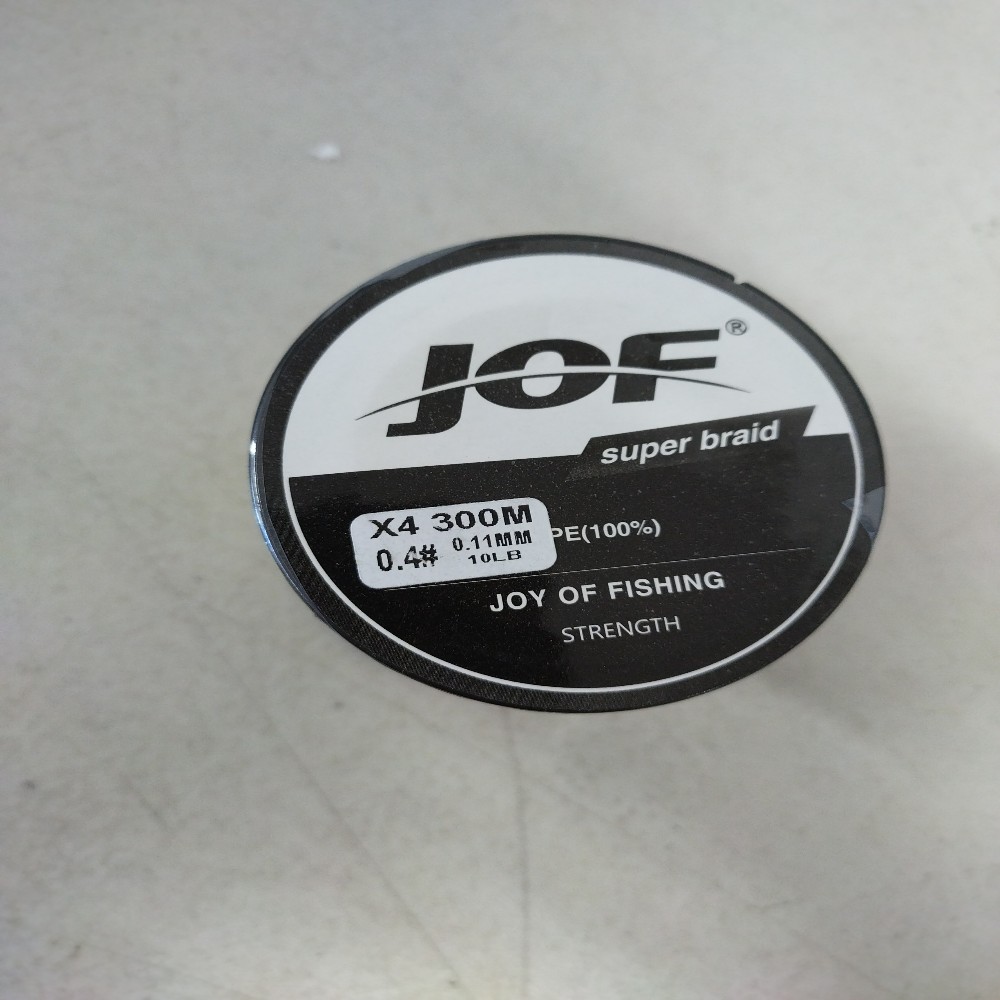 JOF®
super braid
X4 300M
0.4# 0.11MM
10LB
PE(100%)
JOY OF FISHING
STRENGTH